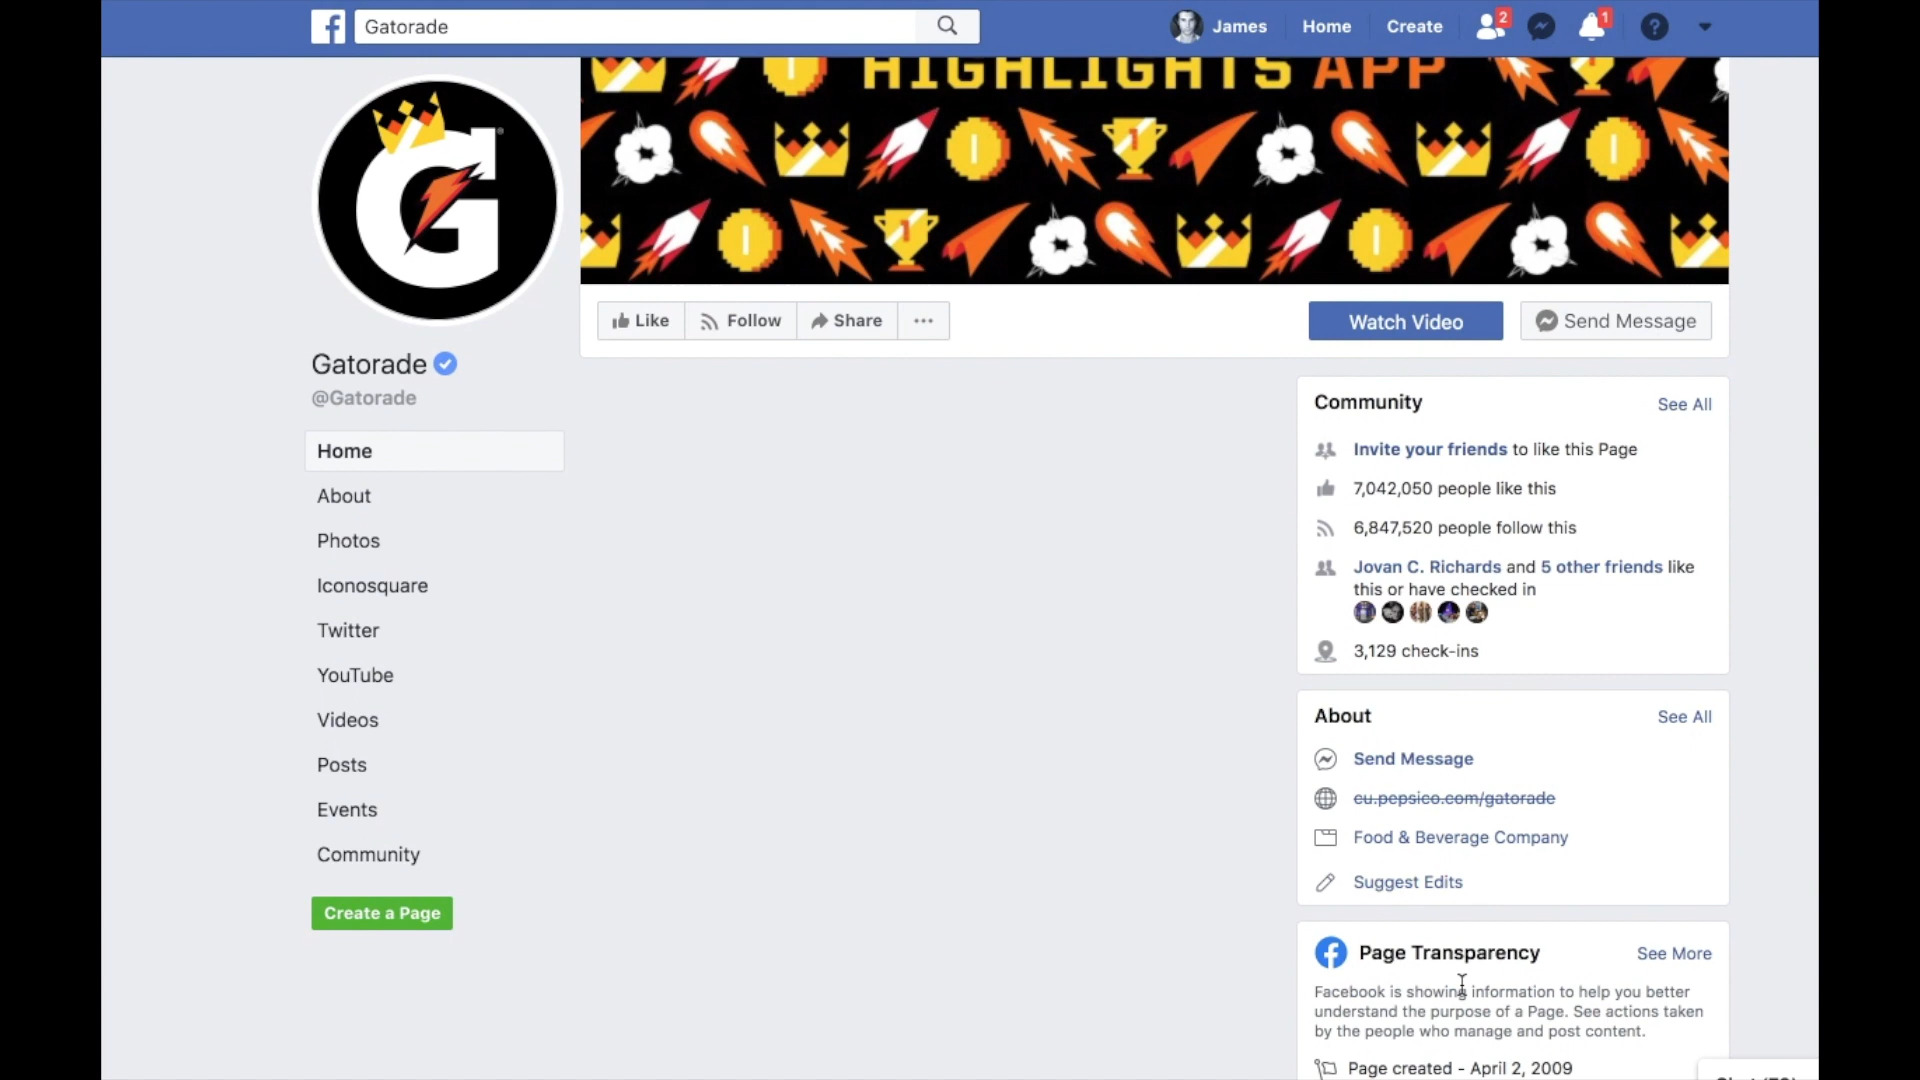 Gatorade
James
Home
Create
2
1
?
HIGHLIGHTS APP
G
Like
Follow
Share
Watch Video
Send Message
Gatorade
@Gatorade
Home
About
Photos
Iconosquare
Twitter
YouTube
Videos
Posts
Events
Community
Create a Page
Community
See All
Invite your friends to like this Page
7,042,050 people like this
6,847,520 people follow this
Jovan C. Richards and 5 other friends like
this or have checked in
3,129 check-ins
About
See All
Send Message
cu.pepsico.com/gatorade
Food & Beverage Company
Suggest Edits
Page Transparency
See More
Facebook is showing information to help you better
understand the purpose of a Page. See actions taken
by the people who manage and post content.
Page created - April 2, 2009